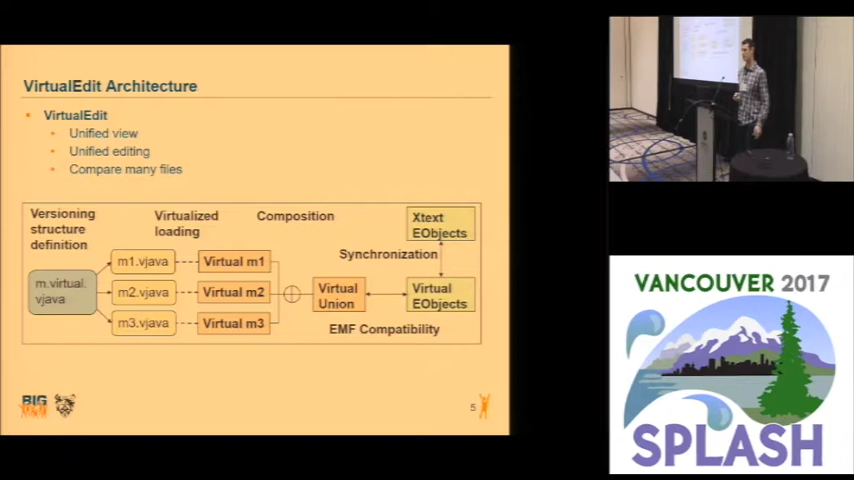 VirtualEdit Architecture
VirtualEdit
Unified view
Unified editing
Compare many files
Versioning
structure
definition
Virtualized
loading
Composition
Xtext
EObjects
Synchronization
m1.vjava
Virtual m1
m.virtual.
vjava
m2.vjava
Virtual m2
Virtual
Union
Virtual
EObjects
m3.vjava
Virtual m3
EMF Compatibility
BIG
5
VANCOUVER 2017
SPLASH